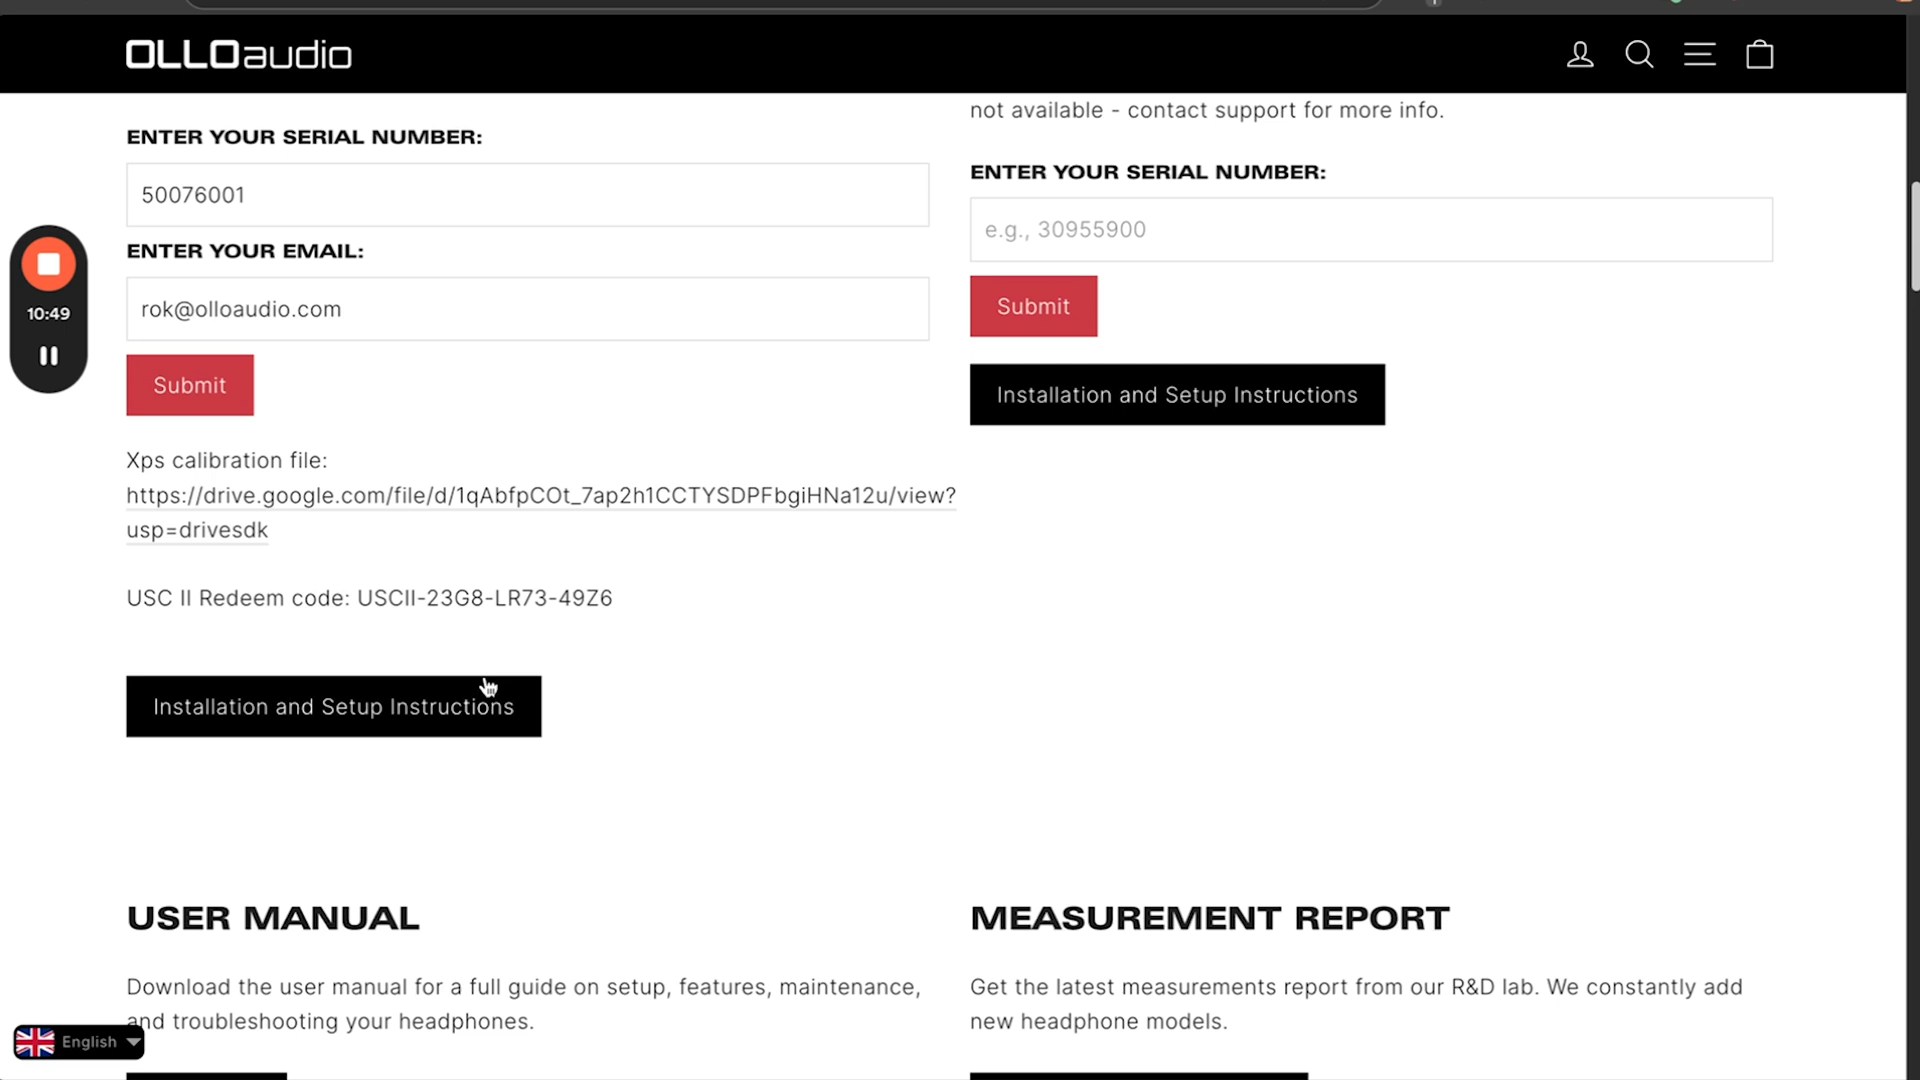 OLLOaudio
ENTER YOUR SERIAL NUMBER:
50076001
ENTER YOUR EMAIL:
rok@olloaudio.com
Submit
Xps calibration file:
https://drive.google.com/file/d/1qAbfpCOt_7ap2h1CCTYSDPFbgiHNa12u/view?
usp=drivesdk
USC II Redeem code: USCII-23G8-LR73-49Z6
Installation and Setup Instructions
not available - contact support for more info.
ENTER YOUR SERIAL NUMBER:
e.g., 30955900
Submit
Installation and Setup Instructions
10:49
USER MANUAL
Download the user manual for a full guide on setup, features, maintenance,
and troubleshooting your headphones.
MEASUREMENT REPORT
Get the latest measurements report from our R&D lab. We constantly add
new headphone models.
English